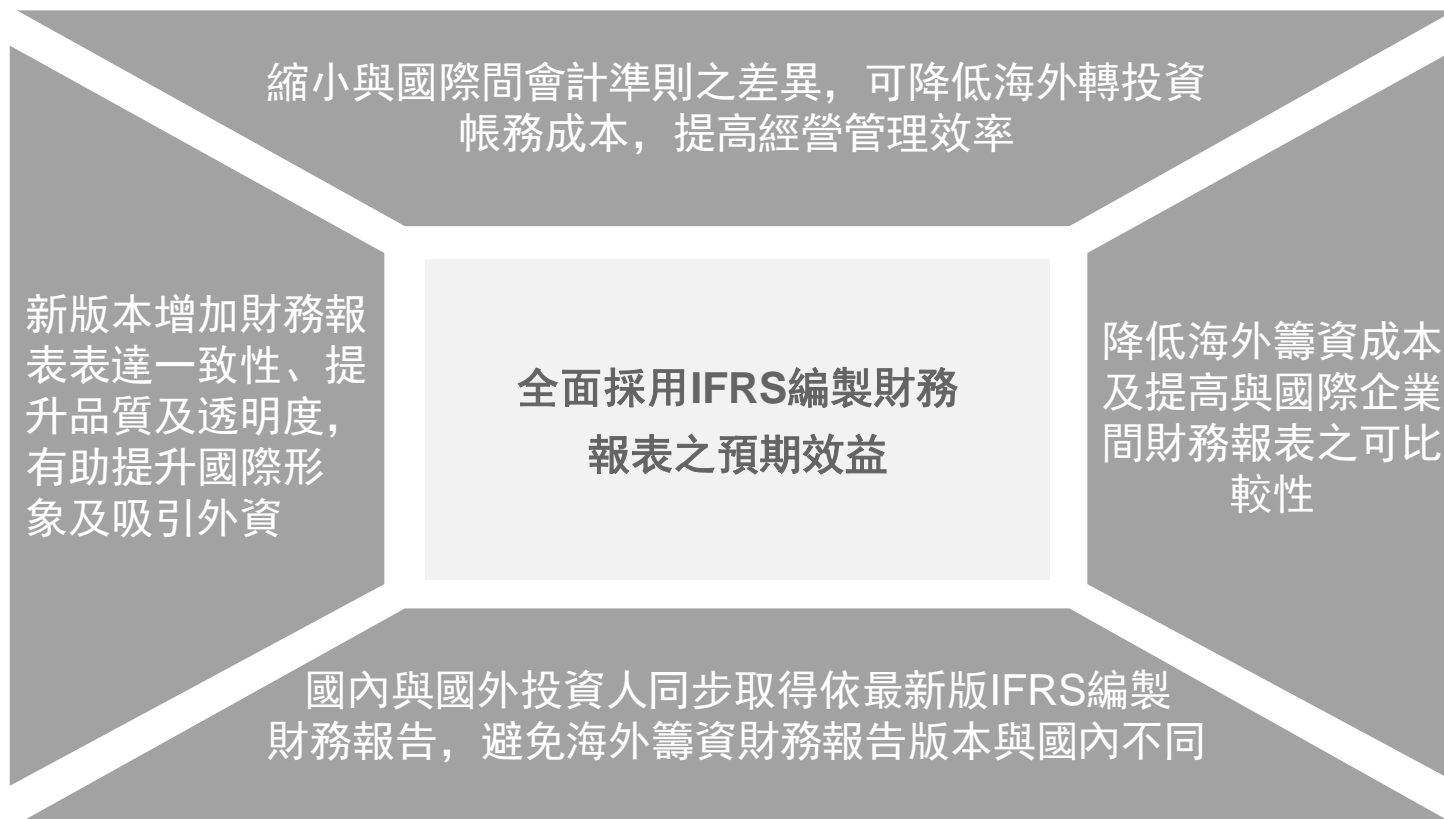 縮小與國際間會計準則之差異，可降低海外轉投資
帳務成本，提高經營管理效率
新版本增加財務報
表表達一致性、提
升品質及透明度，
有助提升國際形
象及吸引外資
全面採用IFRS編製財務
報表之預期效益
降低海外籌資成本
及提高與國際企業
間財務報表之可比
較性
國內與國外投資人同步取得依最新版IFRS編製
財務報告，避免海外籌資財務報告版本與國內不同